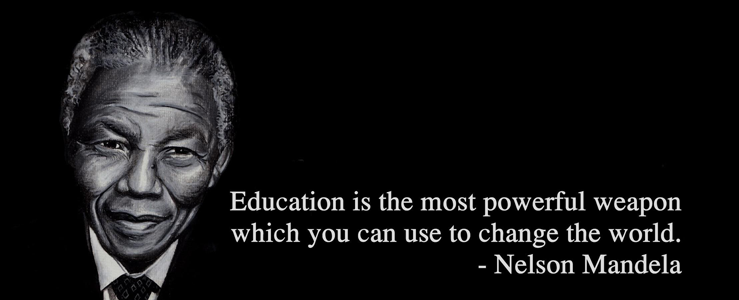 Education is the most powerful weapon
which you can use to change the world.
- Nelson Mandela